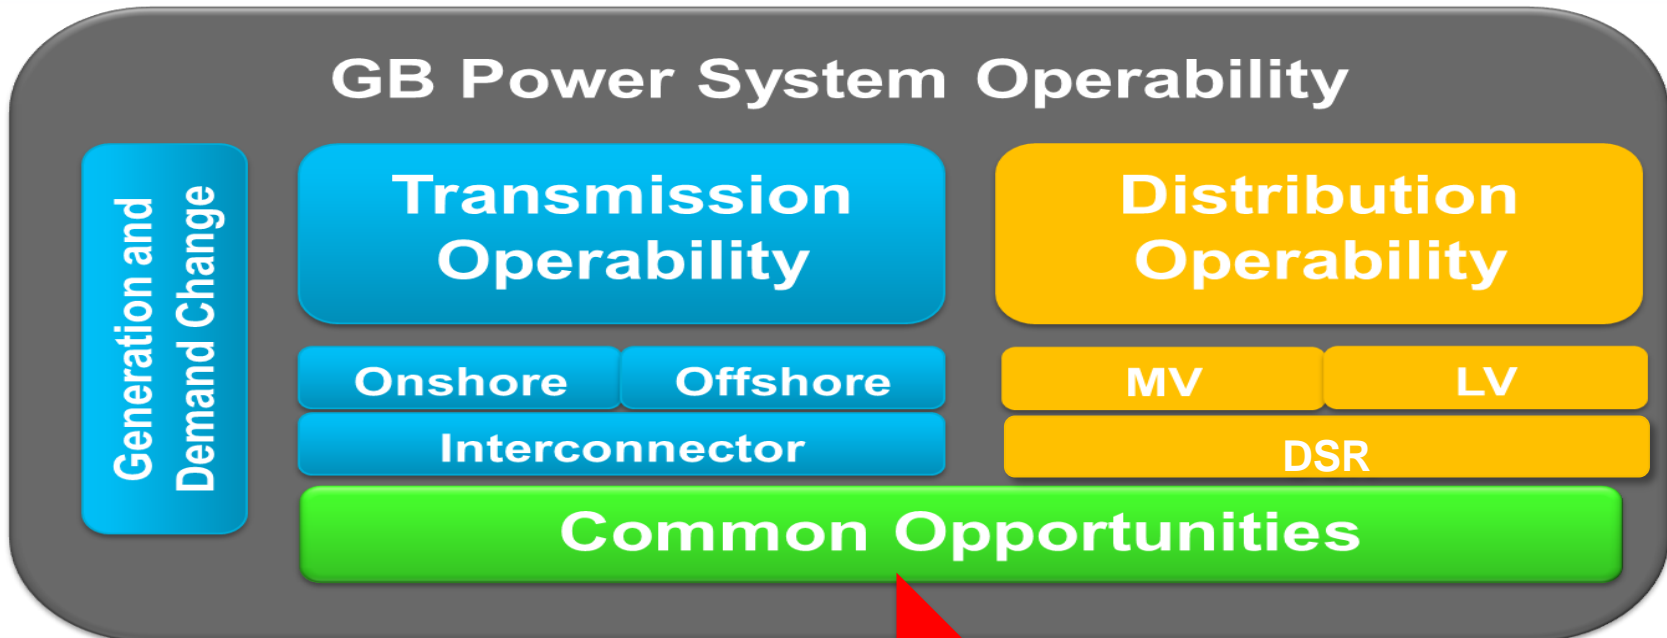 GB Power System Operability
Generation and
Demand Change
Transmission
Operability
Distribution
Operability
Onshore
Offshore
MV
LV
Interconnector
DSR
Common Opportunities